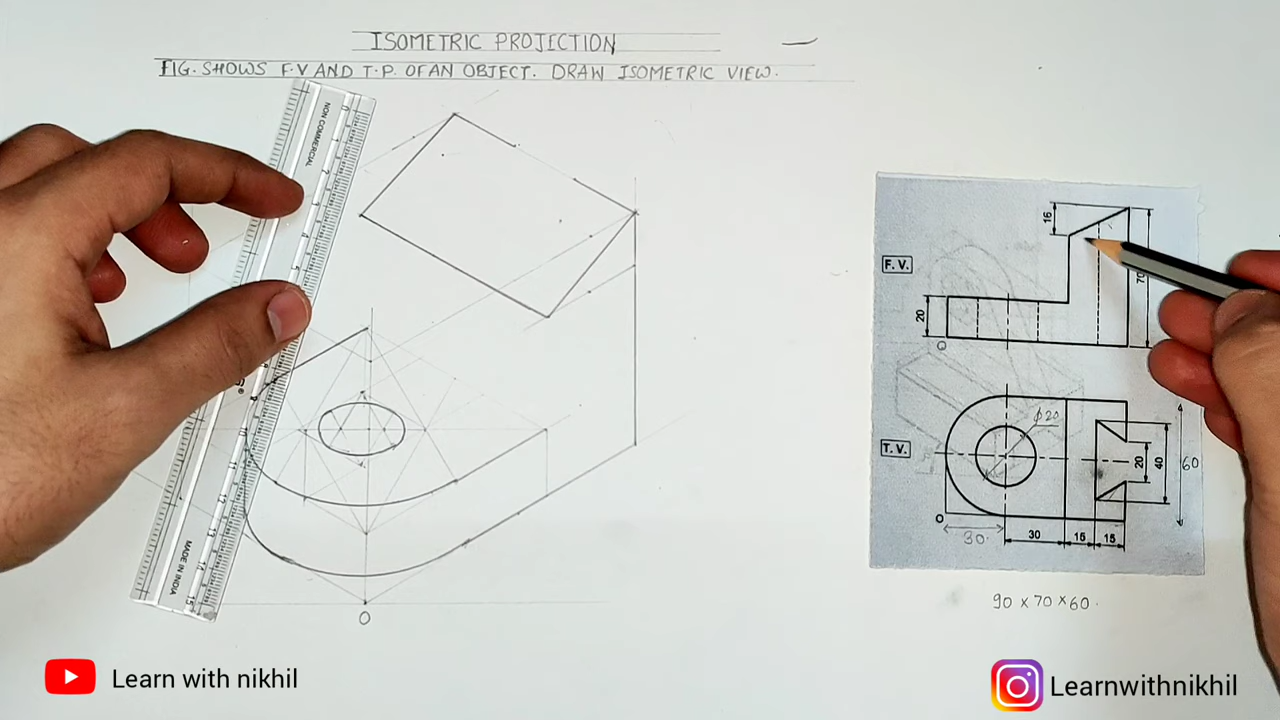 ISOMETRIC PROJECTION
FIG. SHOWS F.V AND T.P. OF AN OBJECT. DRAW ISOMETRIC VIEW.
NON COMMERCIAL
MADE IN INDIA
O
16
F. V.
70
20
O
φ20
T. V.
20
40
60
O
30.
30
15
15
90 x 70 x 60.
Learn with nikhil
Learnwithnikhil